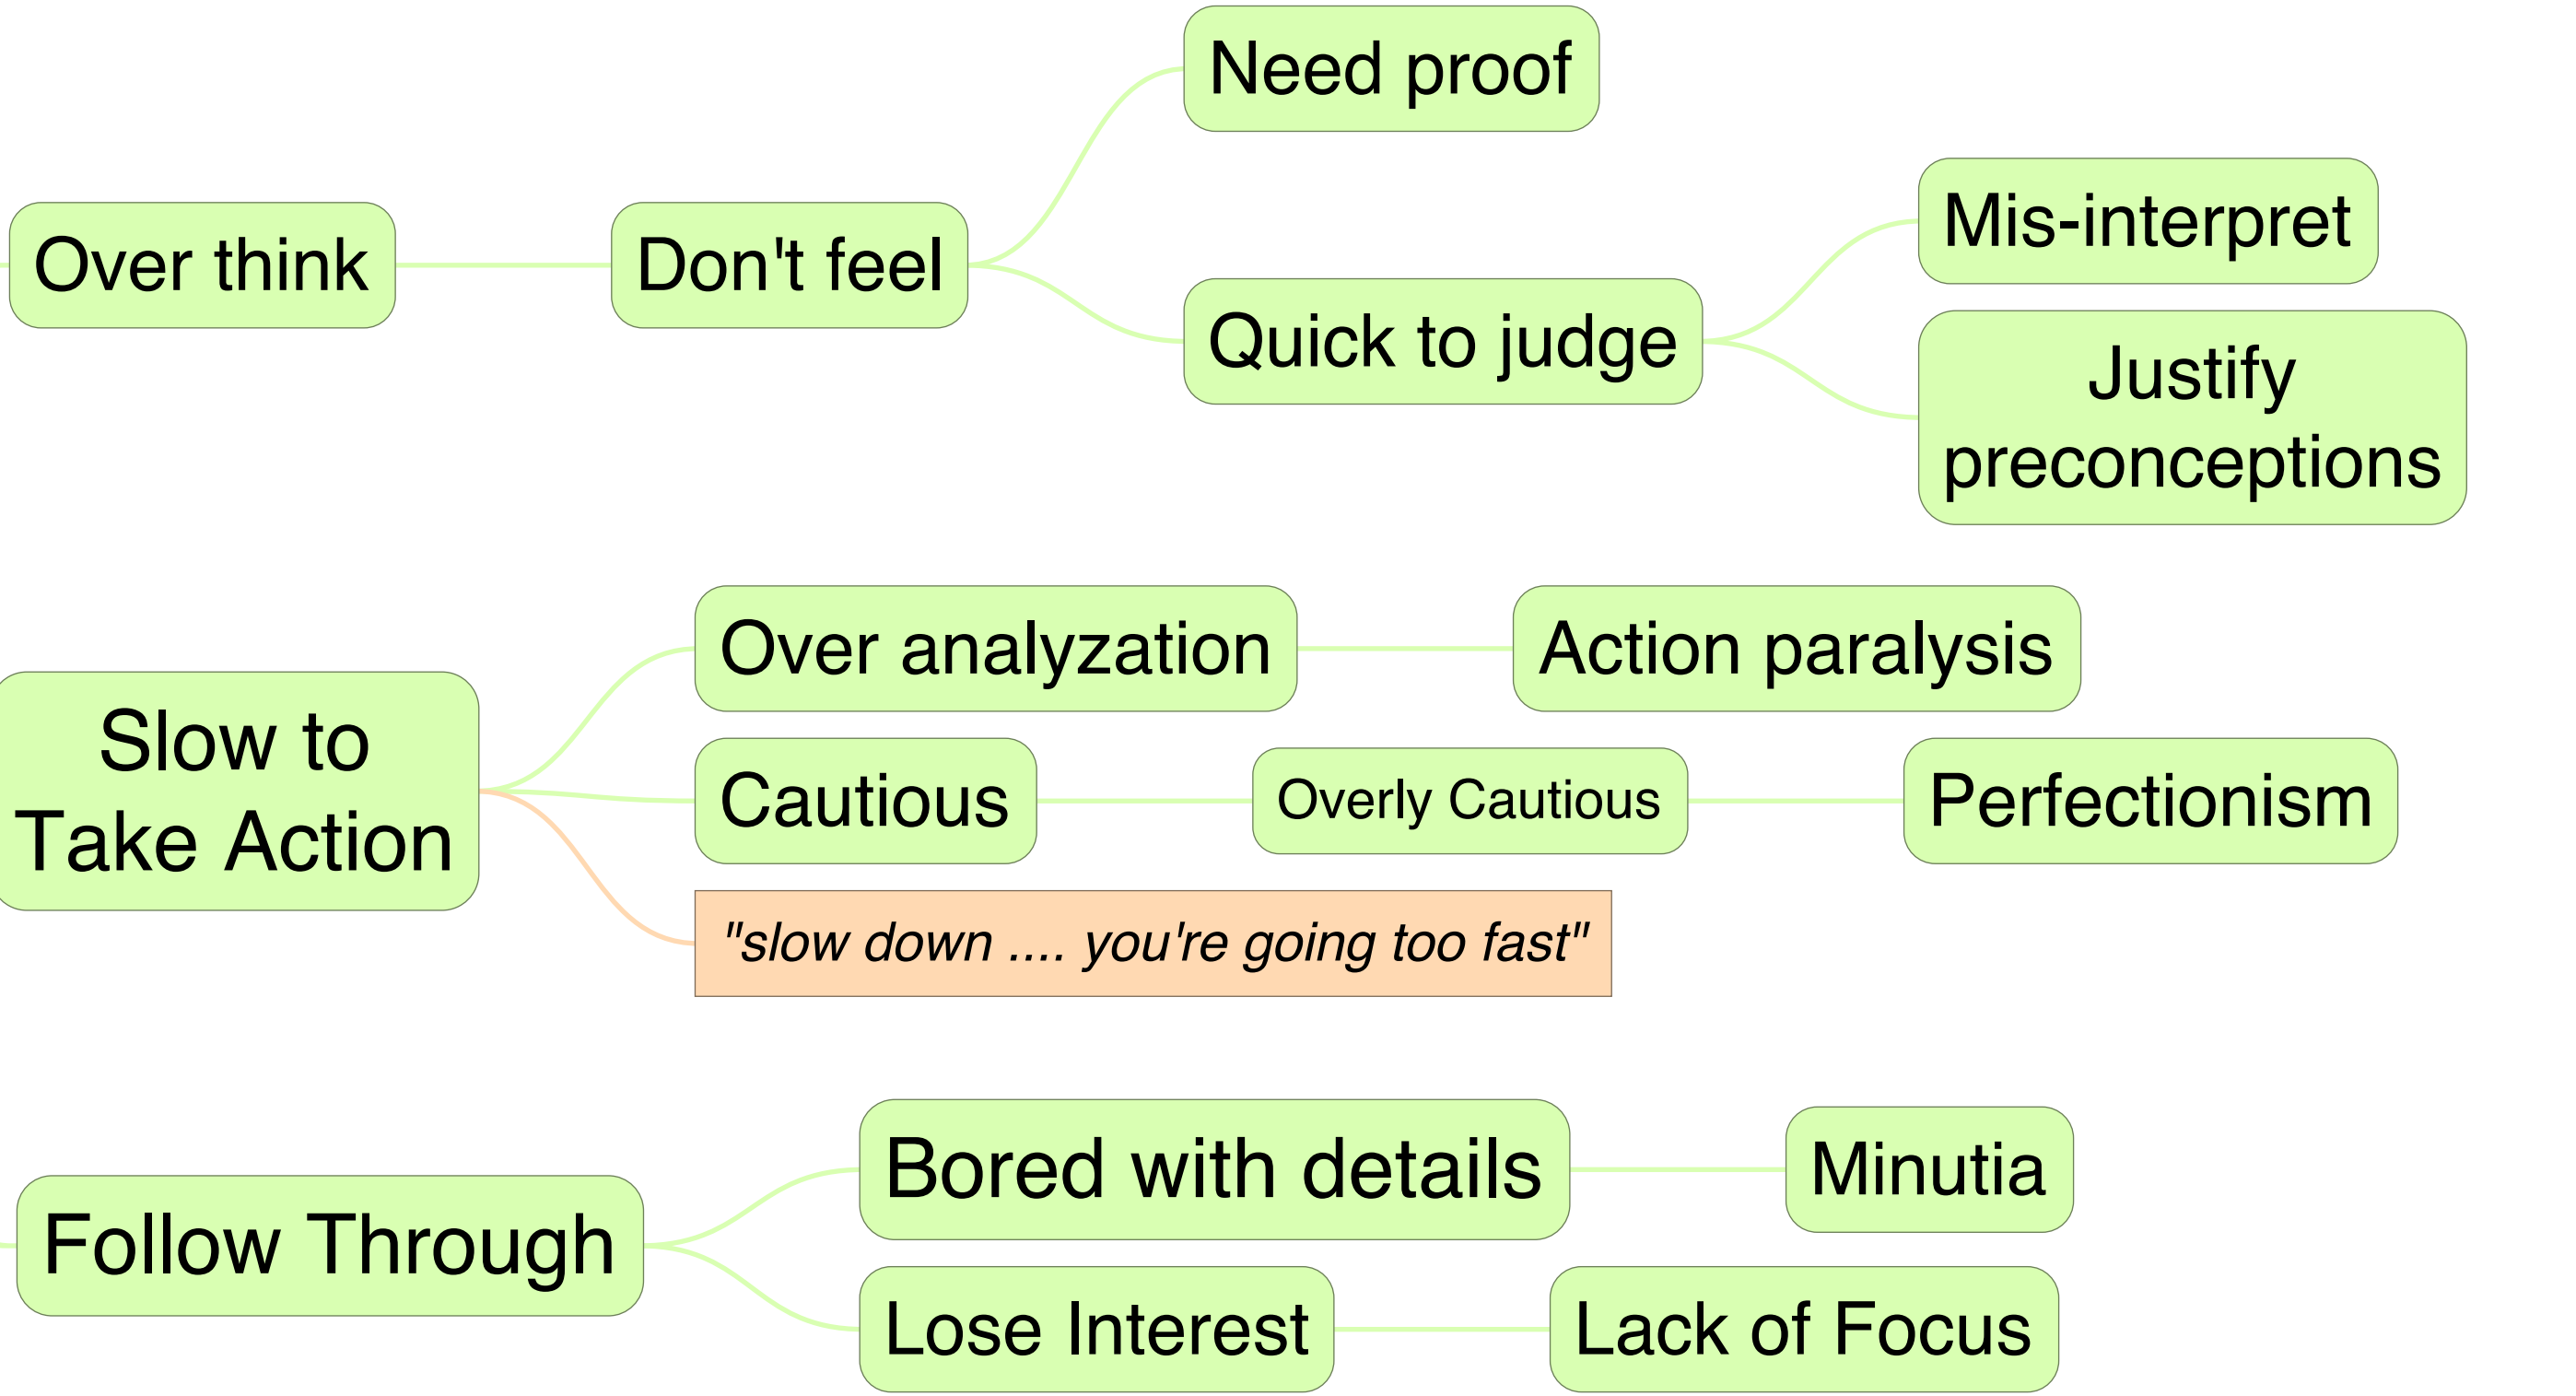 Need proof
Over think
Don't feel
Quick to judge
Mis-interpret
Justify
preconceptions
Slow to
Take Action
Over analyzation
Action paralysis
Cautious
Overly Cautious
Perfectionism
"slow down .... you're going too fast"
Follow Through
Bored with details
Minutia
Lose Interest
Lack of Focus